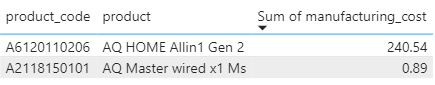 product_code product Sum of manufacturing_cost
A6120110206 AQ HOME Allin1 Gen 2 240.54
A2118150101 AQ Master wired x1 Ms 0.89